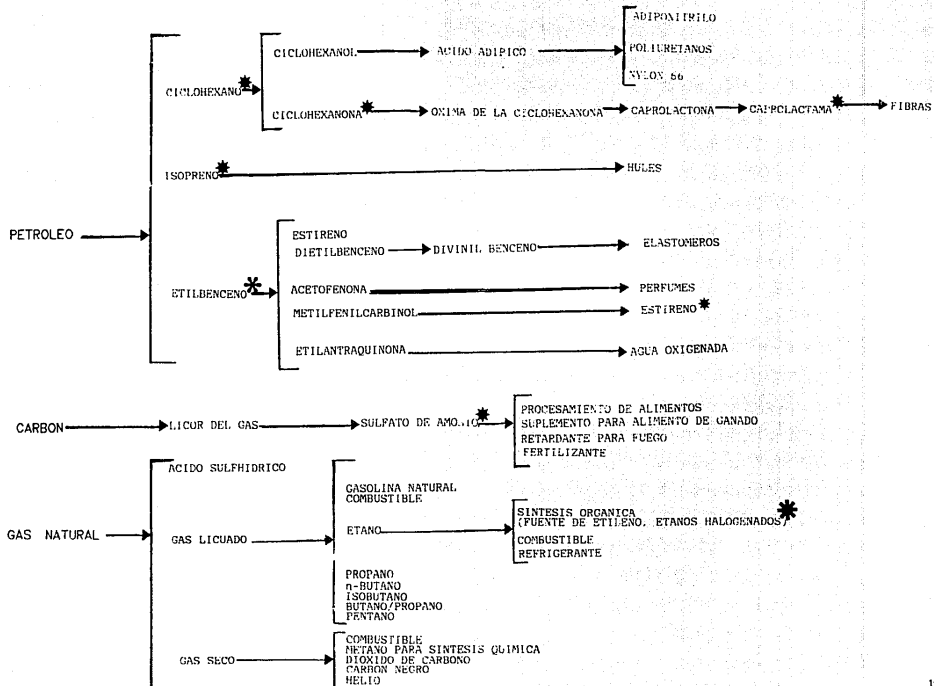 ADIPONITRILO
CICLOHEXANOL ACIDO ADIPICO POLIURETANOS
NYLON 66
CICLOHEXANO
CICLOHEXANONA OXIMA DE LA CICLOHEXANONA CAPROLACTONA CAPROLACTAMA FIBRAS
ISOPRENO HULES
PETROLEO
ESTIRENO
DIETILBENCENO DIVINIL BENCENO ELASTOMEROS
ETILBENCENO
ACETOFENONA PERFUMES
METILFENILCARBINOL ESTIRENO
ETILANTRAQUINONA AGUA OXIGENADA
CARBON LICOR DEL GAS SULFATO DE AMONIO
PROCESAMIENTO DE ALIMENTOS
SUPLEMENTO PARA ALIMENTO DE GANADO
RETARDANTE PARA FUEGO
FERTILIZANTE
GAS NATURAL
ACIDO SULFHIDRICO
GAS LICUADO
GASOLINA NATURAL
COMBUSTIBLE
ETANO
SINTESIS ORGANICA
(FUENTE DE ETILENO, ETANOS HALOGENADOS)
COMBUSTIBLE
REFRIGERANTE
PROPANO
n-BUTANO
ISOBUTANO
BUTANO/PROPANO
PENTANO
GAS SECO
COMBUSTIBLE
METANO PARA SINTESIS QUIMICA
DIOXIDO DE CARBONO
CARBON NEGRO
HELIO